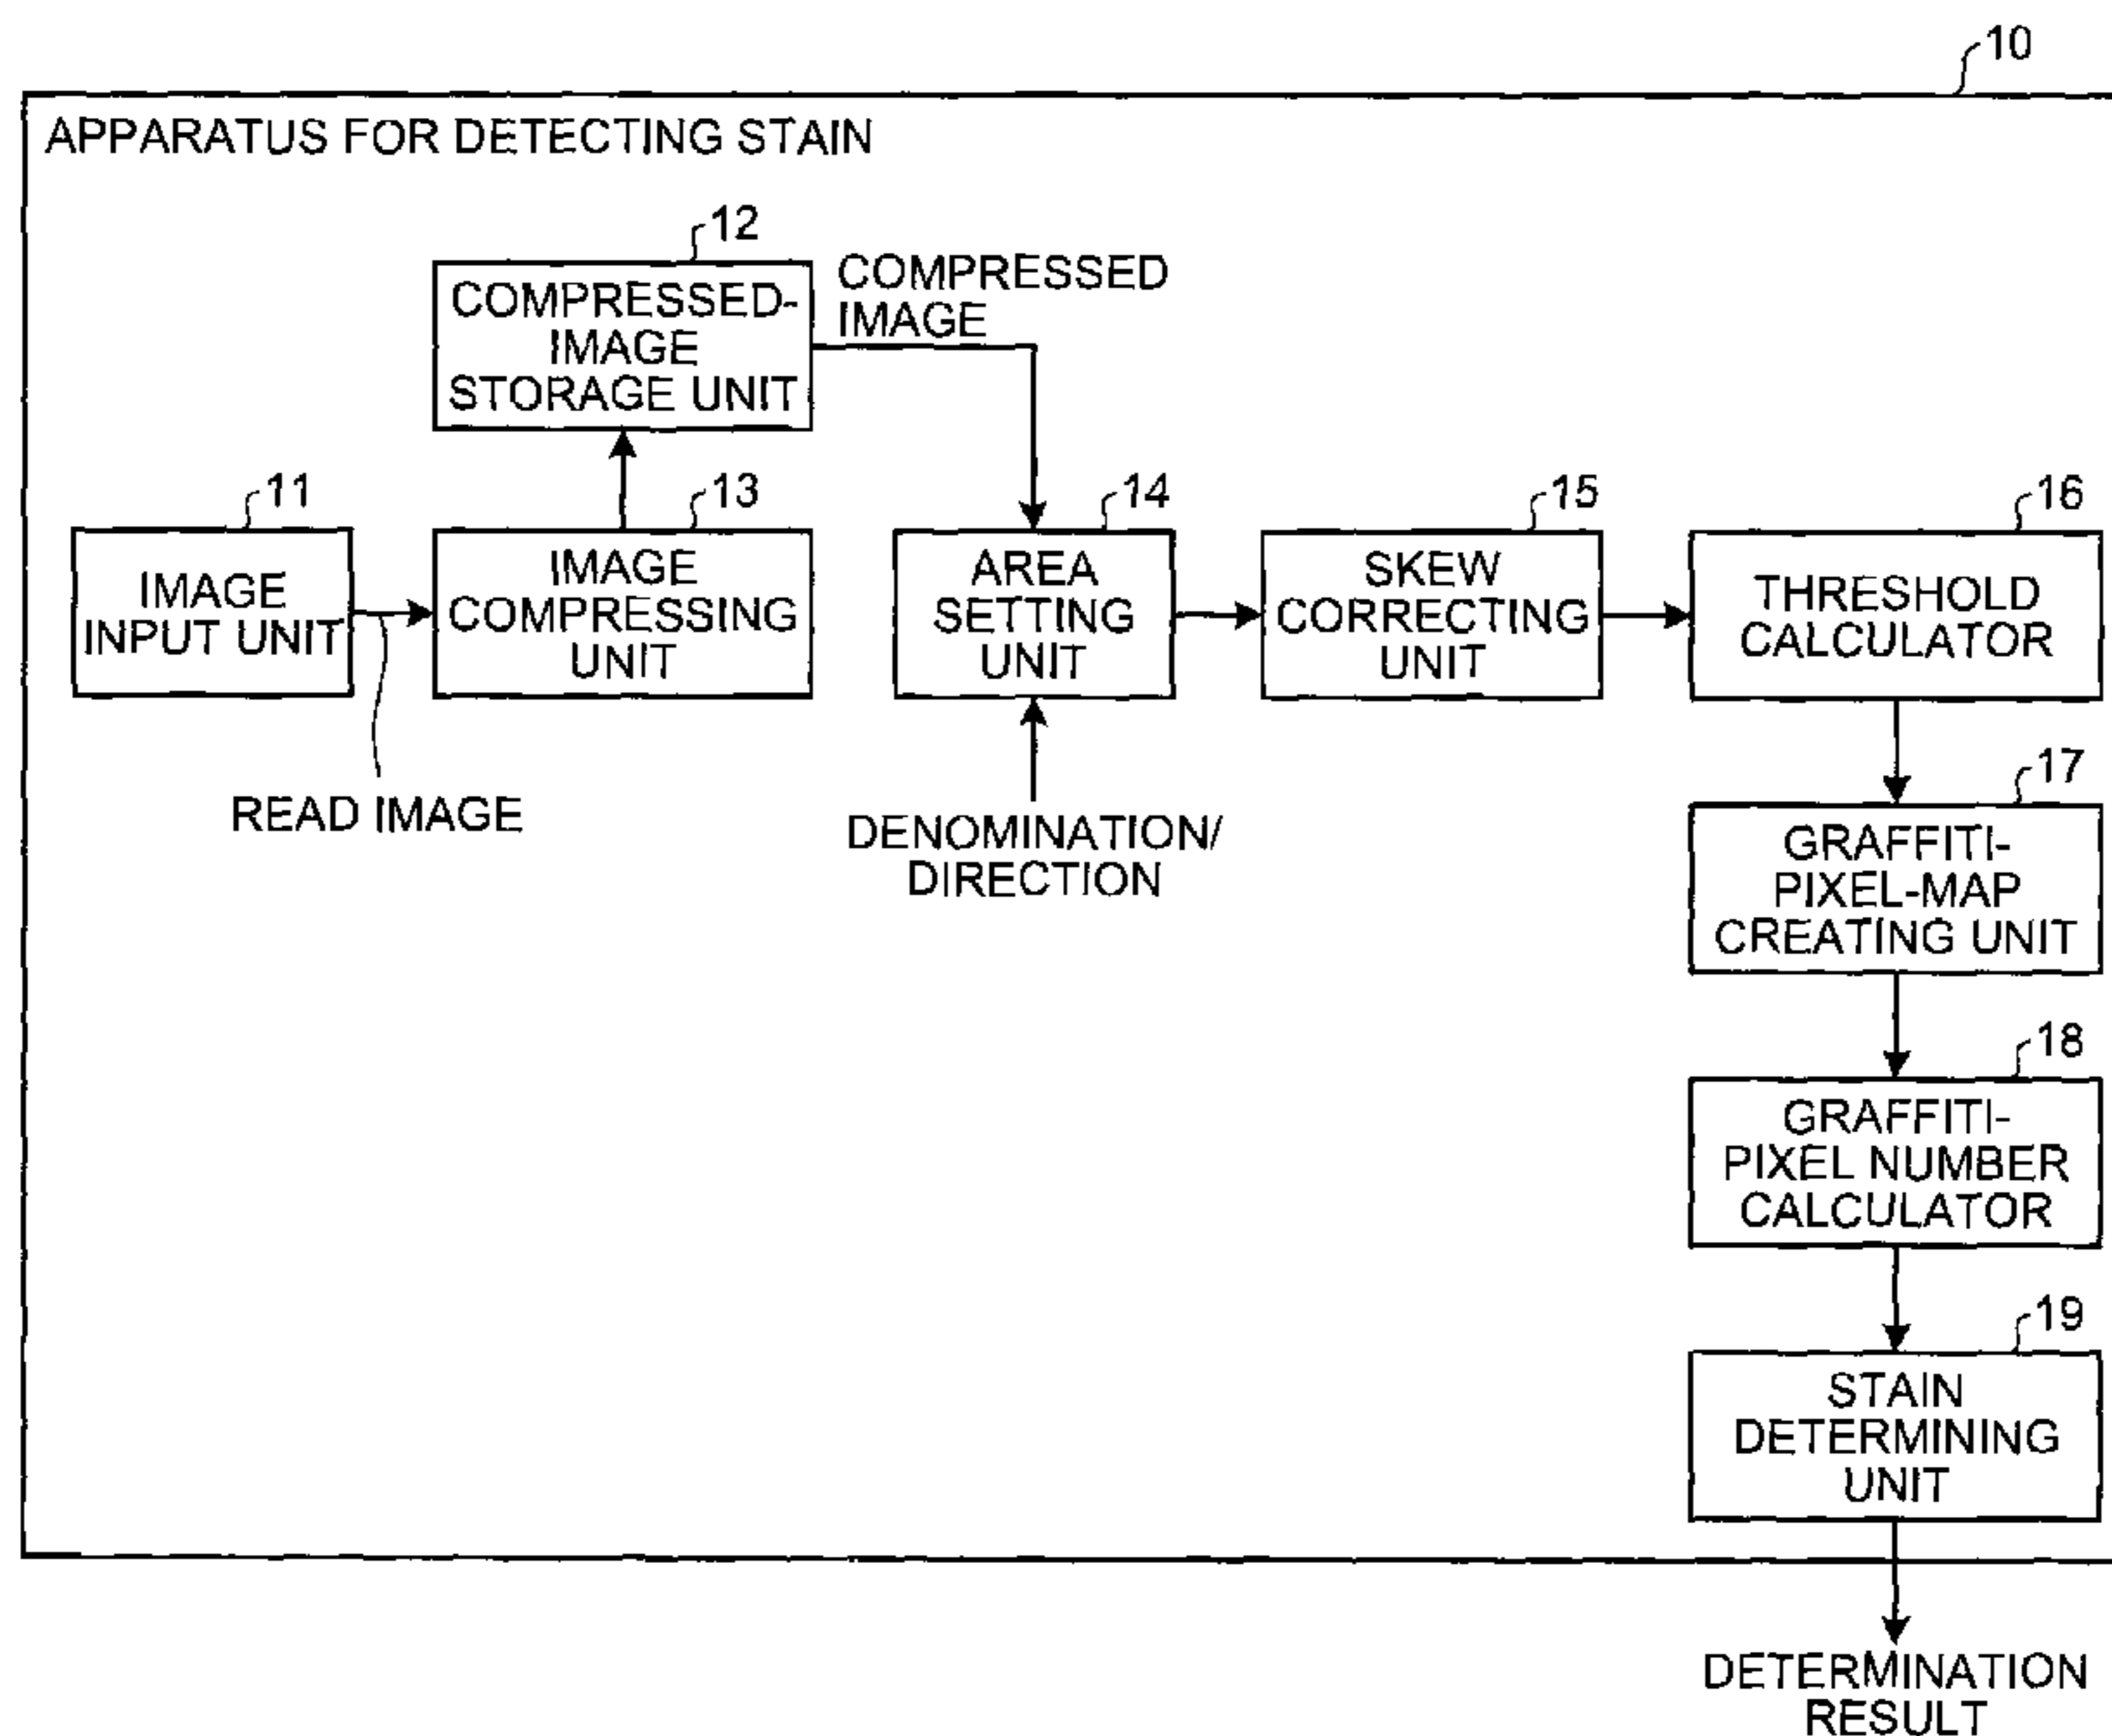 10
APPARATUS FOR DETECTING STAIN
12
COMPRESSED-
IMAGE
STORAGE UNIT
COMPRESSED
IMAGE
11
IMAGE
INPUT UNIT
13
IMAGE
COMPRESSING
UNIT
14
AREA
SETTING
UNIT
15
SKEW
CORRECTING
UNIT
16
THRESHOLD
CALCULATOR
READ IMAGE
DENOMINATION/
DIRECTION
17
GRAFFITI-
PIXEL-MAP
CREATING UNIT
18
GRAFFITI-
PIXEL NUMBER
CALCULATOR
19
STAIN
DETERMINING
UNIT
DETERMINATION
RESULT